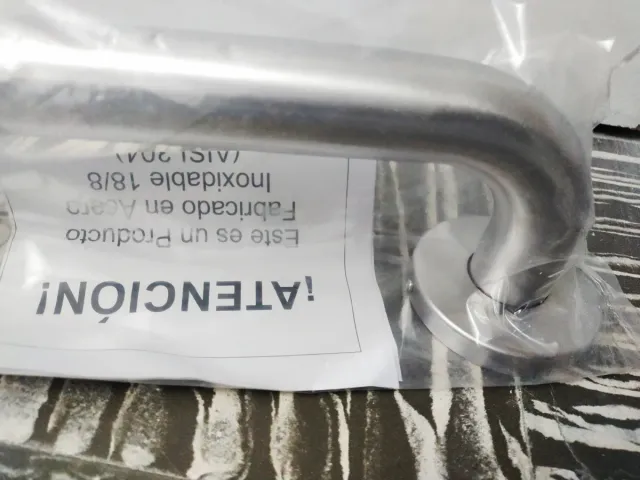 ¡ATENCIÓN!
Este es un Producto
Fabricado en Acero
Inoxidable 18/8
(AISI 304)